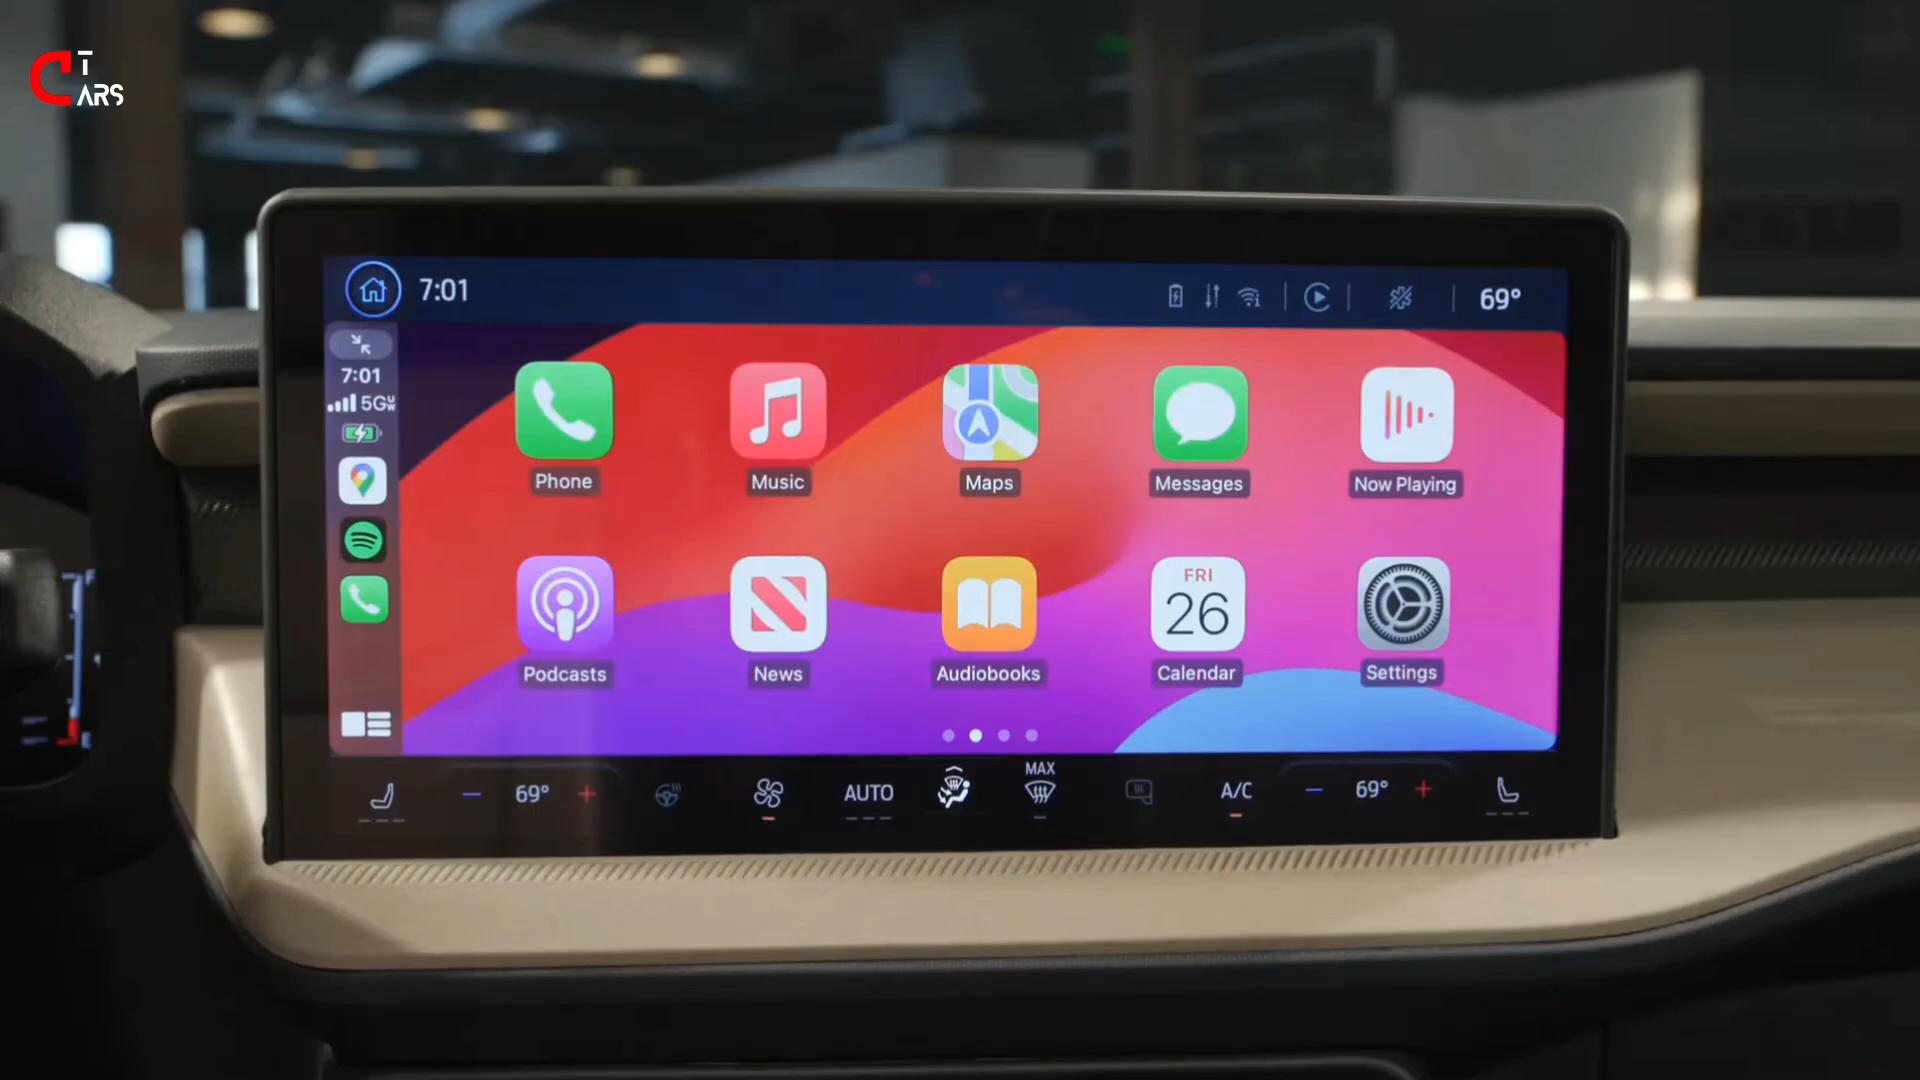 CT
ARS
7:01
69°
7:01
5GUW
Phone
Music
Maps
Messages
Now Playing
FRI
26
Podcasts
News
Audiobooks
Calendar
Settings
MAX
69°
AUTO
A/C
69°